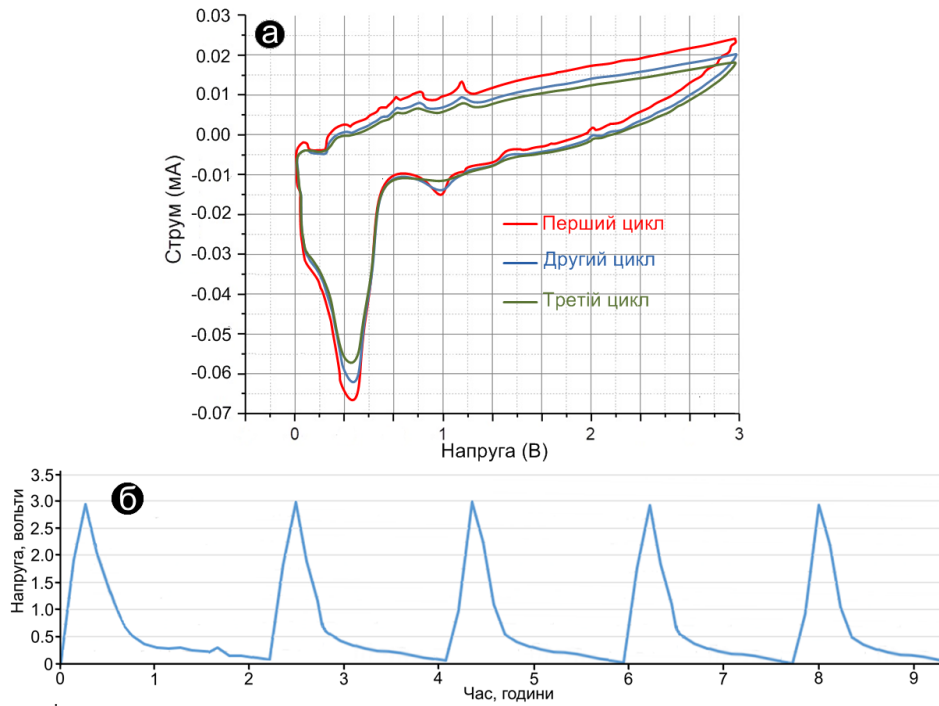 а
0.03
0.02
0.01
0.00
-0.01
-0.02
-0.03
-0.04
-0.05
-0.06
-0.07
Струм (мА)
Перший цикл
Другий цикл
Третій цикл
0 1 2 3
Напруга (В)
б
3.5
3.0
2.5
2.0
1.5
1.0
0.5
0
Напруга, вольти
0 1 2 3 4 5 6 7 8 9
Час, години